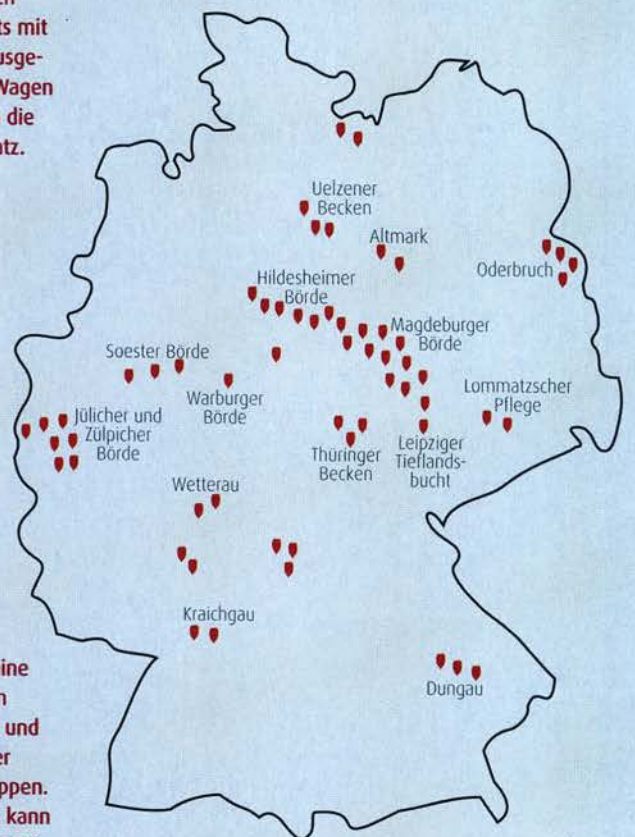 ts mit
usge-
Wagen
die
tz.
Uelzener
Becken
Altmark
Oderbruch
Hildesheimer
Börde
Magdeburger
Börde
Soester Börde
Warburger
Börde
Lommatzscher
Pflege
Jülicher und
Zülpicher
Börde
Thüringer
Becken
Leipziger
Tieflands-
bucht
Wetterau
Kraichgau
Dungau
ine
und
er
ppen.
kann